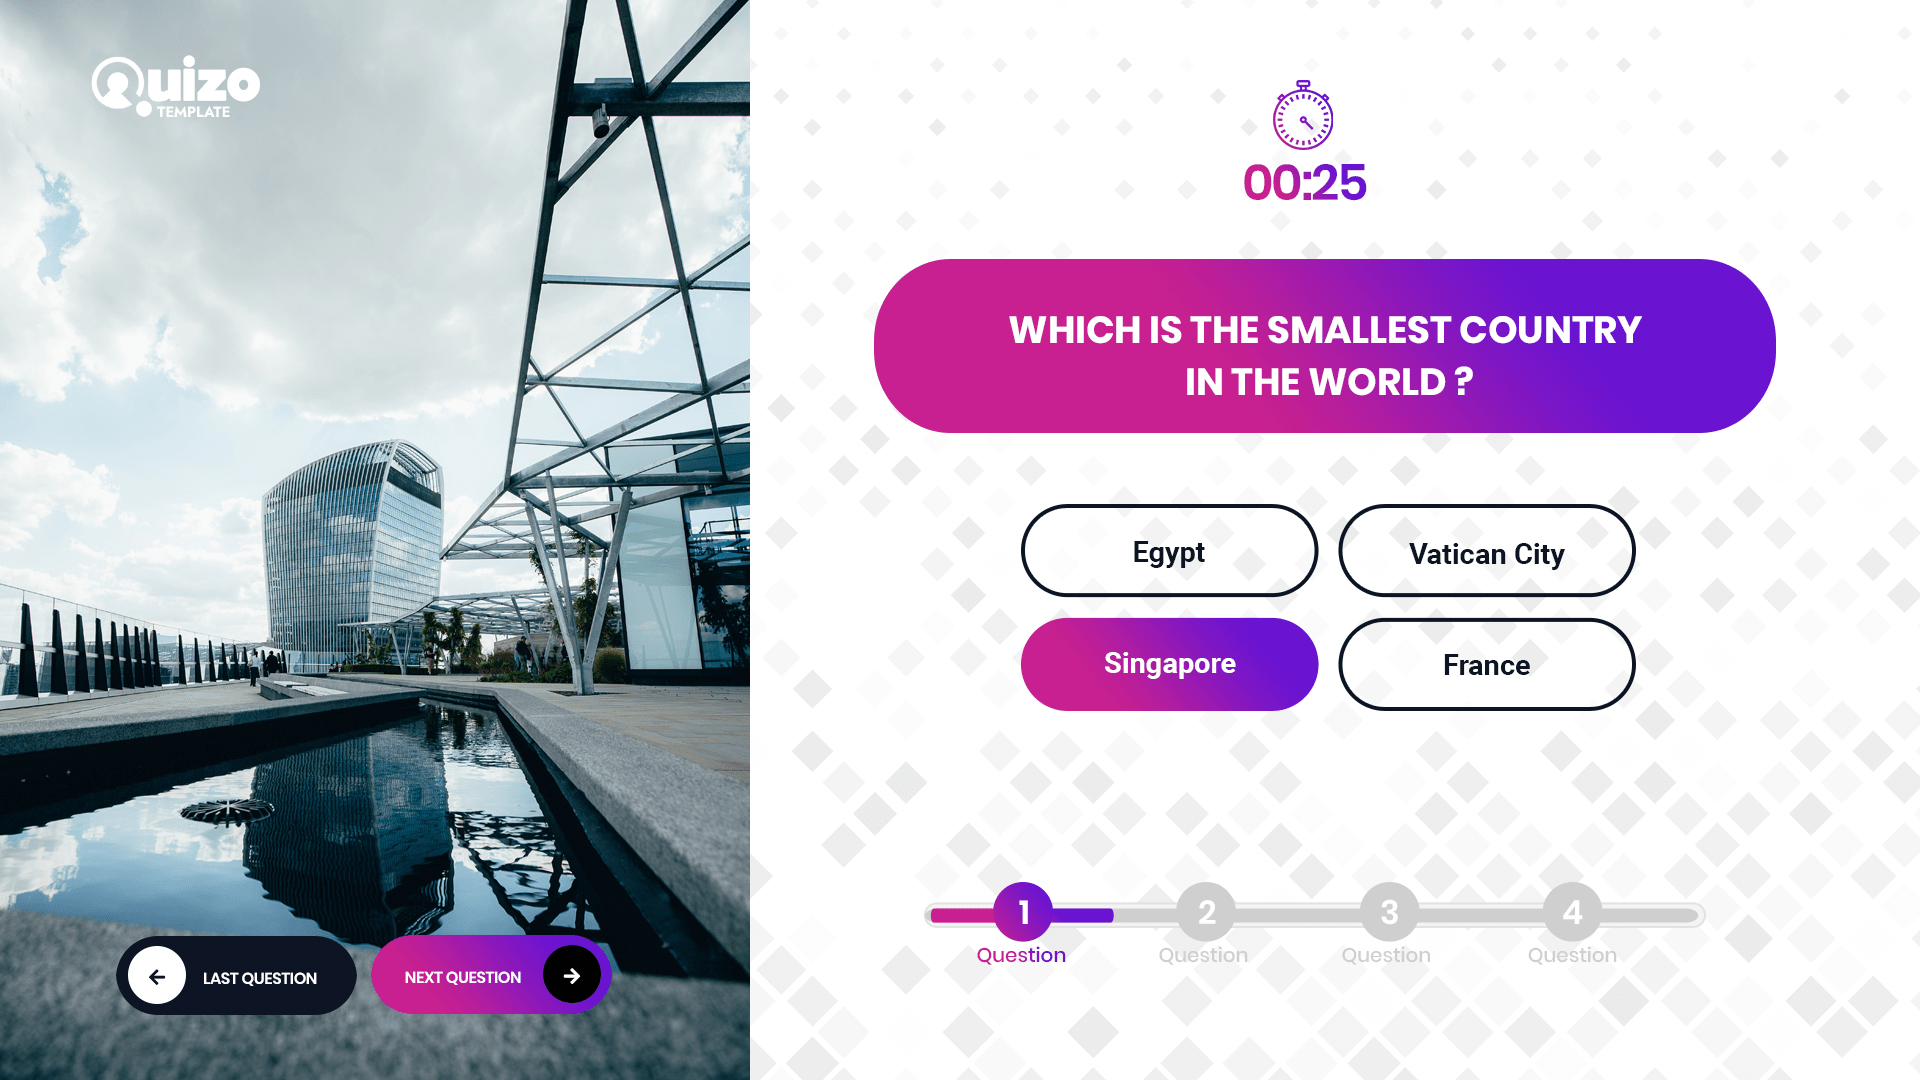 Quizo
TEMPLATE
00:25
WHICH IS THE SMALLEST COUNTRY
IN THE WORLD ?
Egypt
Vatican City
Singapore
France
1
2
3
4
Question
Question
Question
Question
LAST QUESTION
NEXT QUESTION